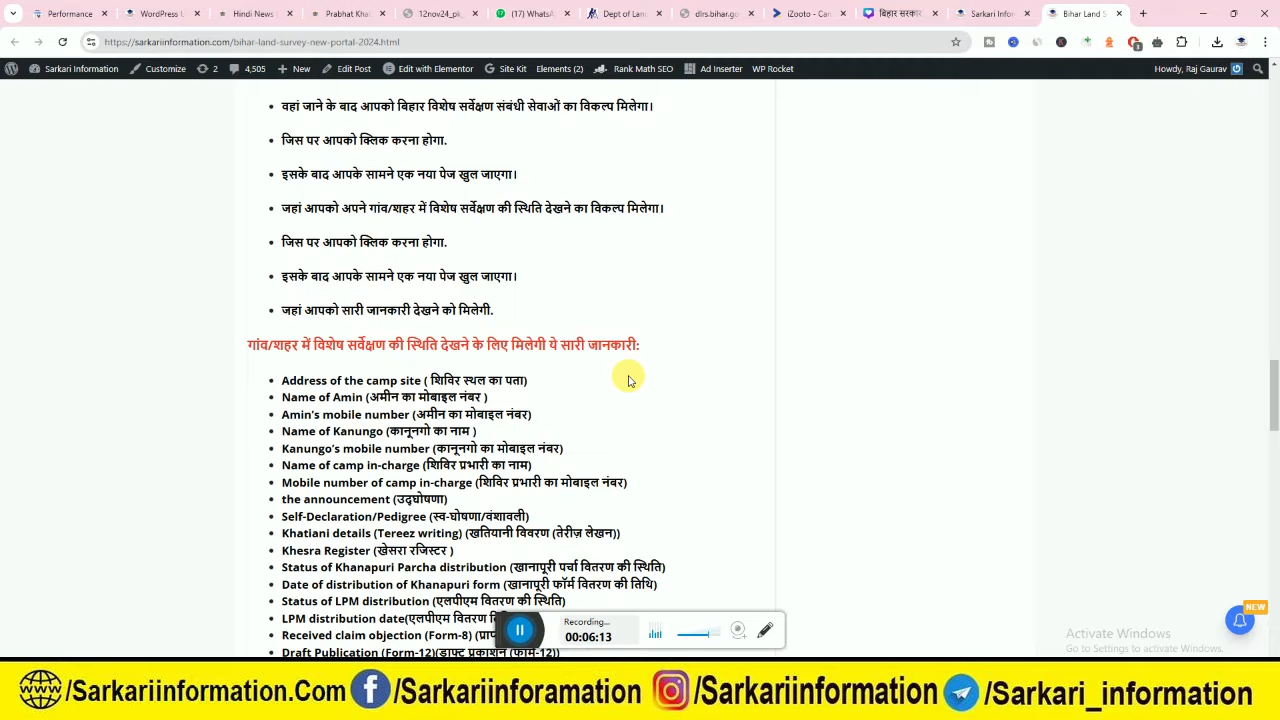 Performance
WordPress
Hindi News
Prabhat Kha
12nov24_pk
(17) WhatsA
Dept of Lan
dlrs.bihar.go
iZooto - Car
बिहार सरकार
Sarkari Infor
Bihar Land S
https://sarkariinformation.com/bihar-land-survey-new-portal-2024.html
Sarkari Information
Customize
2
4,505
New
Edit Post
Edit with Elementor
Site Kit
Elements (2)
Rank Math SEO
Ad Inserter
WP Rocket
Howdy, Raj Gaurav
वहां जाने के बाद आपको बिहार विशेष सर्वेक्षण संबंधी सेवाओं का विकल्प मिलेगा।
जिस पर आपको क्लिक करना होगा.
इसके बाद आपके सामने एक नया पेज खुल जाएगा।
जहां आपको अपने गांव/शहर में विशेष सर्वेक्षण की स्थिति देखने का विकल्प मिलेगा।
जिस पर आपको क्लिक करना होगा.
इसके बाद आपके सामने एक नया पेज खुल जाएगा।
जहां आपको सारी जानकारी देखने को मिलेगी.
गांव/शहर में विशेष सर्वेक्षण की स्थिति देखने के लिए मिलेगी ये सारी जानकारी:
Address of the camp site ( शिविर स्थल का पता)
Name of Amin (अमीन का मोबाइल नंबर )
Amin's mobile number (अमीन का मोबाइल नंबर)
Name of Kanungo (कानूनगो का नाम )
Kanungo's mobile number (कानूनगो का मोबाइल नंबर)
Name of camp in-charge (शिविर प्रभारी का नाम)
Mobile number of camp in-charge (शिविर प्रभारी का मोबाइल नंबर)
the announcement (उद्घोषणा)
Self-Declaration/Pedigree (स्व-घोषणा/वंशावली)
Khatiani details (Tereez writing) (खतियानी विवरण (तेरीज़ लेखन))
Khesra Register (खेसरा रजिस्टर )
Status of Khanapuri Parcha distribution (खानापूरी पर्चा वितरण की स्थिति)
Date of distribution of Khanapuri form (खानापूरी फॉर्म वितरण की तिथि)
Status of LPM distribution (एलपीएम वितरण की स्थिति)
LPM distribution date(एलपीएम वितरण
Received claim objection (Form-8)
Draft Publication (Form-12)(ड्राफ्ट प्रकाशन (फॉर्म-12))
Recording...
00:06:13
NEW
Activate Windows
Go to Settings to activate Windows.
/Sarkariinformation.Com
/Sarkariinforamation
/Sarkariinformation
/Sarkari_information